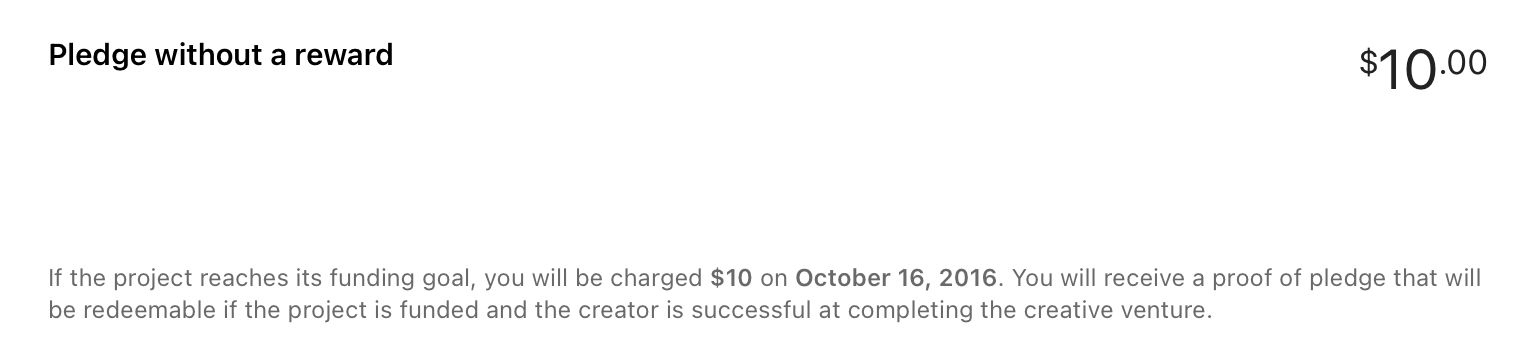 Pledge without a reward
$10.00
If the project reaches its funding goal, you will be charged $10 on October 16, 2016. You will receive a proof of pledge that will
be redeemable if the project is funded and the creator is successful at completing the creative venture.